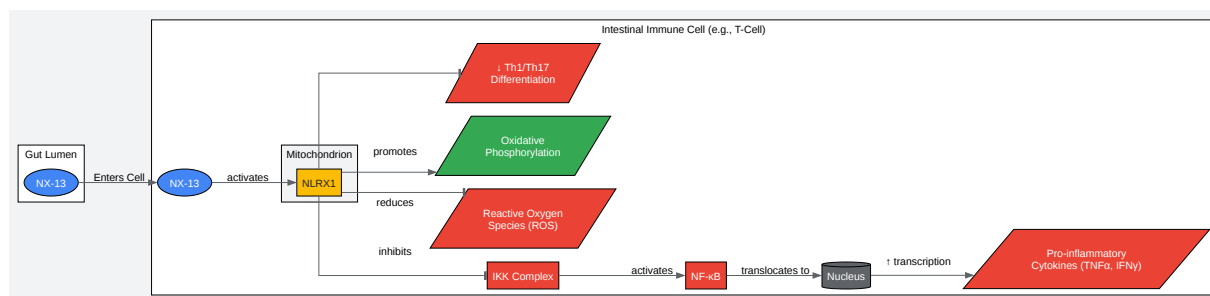 Intestinal Immune Cell (e.g., T-Cell)
↓ Th1/Th17
Differentiation
Gut Lumen
NX-13
Enters Cell
NX-13
activates
Mitochondrion
NLRX1
promotes
Oxidative
Phosphorylation
reduces
Reactive Oxygen
Species (ROS)
inhibits
IKK Complex
activates
NF-κB
translocates to
Nucleus
↑ transcription
Pro-inflammatory
Cytokines (TNFα, IFNγ)